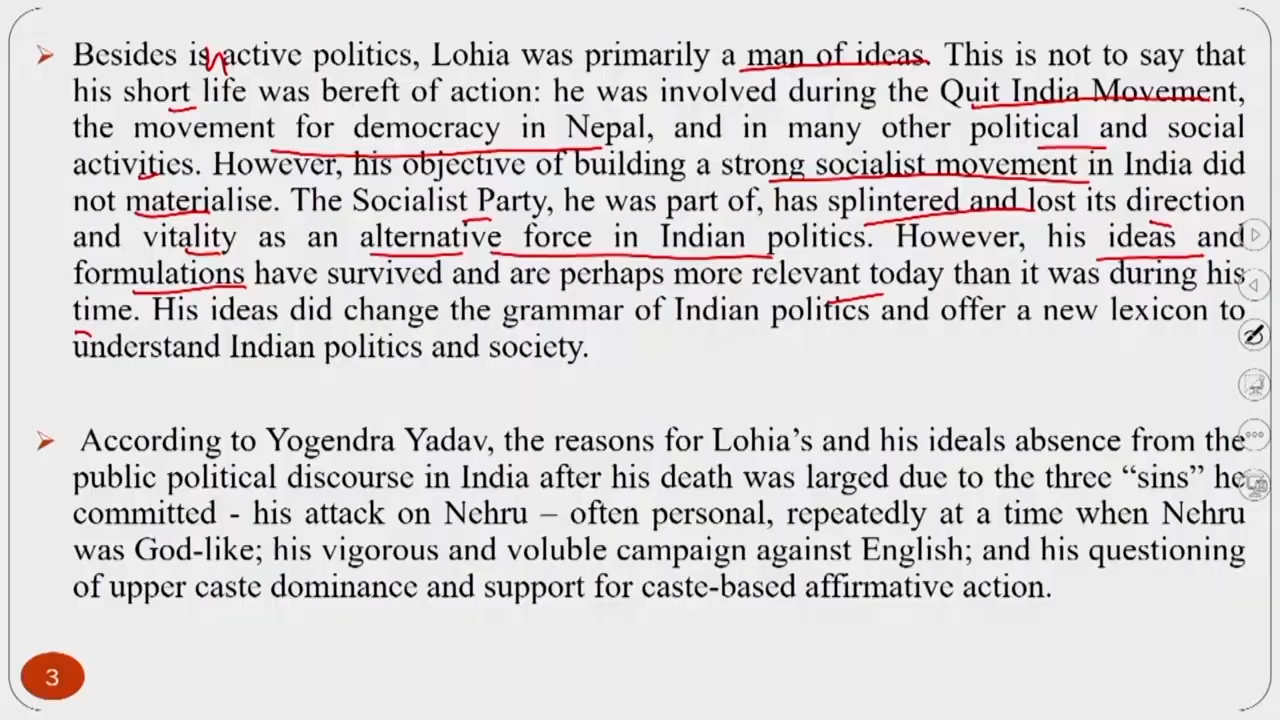 Besides is active politics, Lohia was primarily a man of ideas. This is not to say that
his short life was bereft of action: he was involved during the Quit India Movement,
the movement for democracy in Nepal, and in many other political and social
activities. However, his objective of building a strong socialist movement in India did
not materialise. The Socialist Party, he was part of, has splintered and lost its direction
and vitality as an alternative force in Indian politics. However, his ideas and
formulations have survived and are perhaps more relevant today than it was during his
time. His ideas did change the grammar of Indian politics and offer a new lexicon to
understand Indian politics and society.
According to Yogendra Yadav, the reasons for Lohia's and his ideals absence from the
public political discourse in India after his death was larged due to the three “sins” he
committed - his attack on Nehru – often personal, repeatedly at a time when Nehru
was God-like; his vigorous and voluble campaign against English; and his questioning
of upper caste dominance and support for caste-based affirmative action.
3